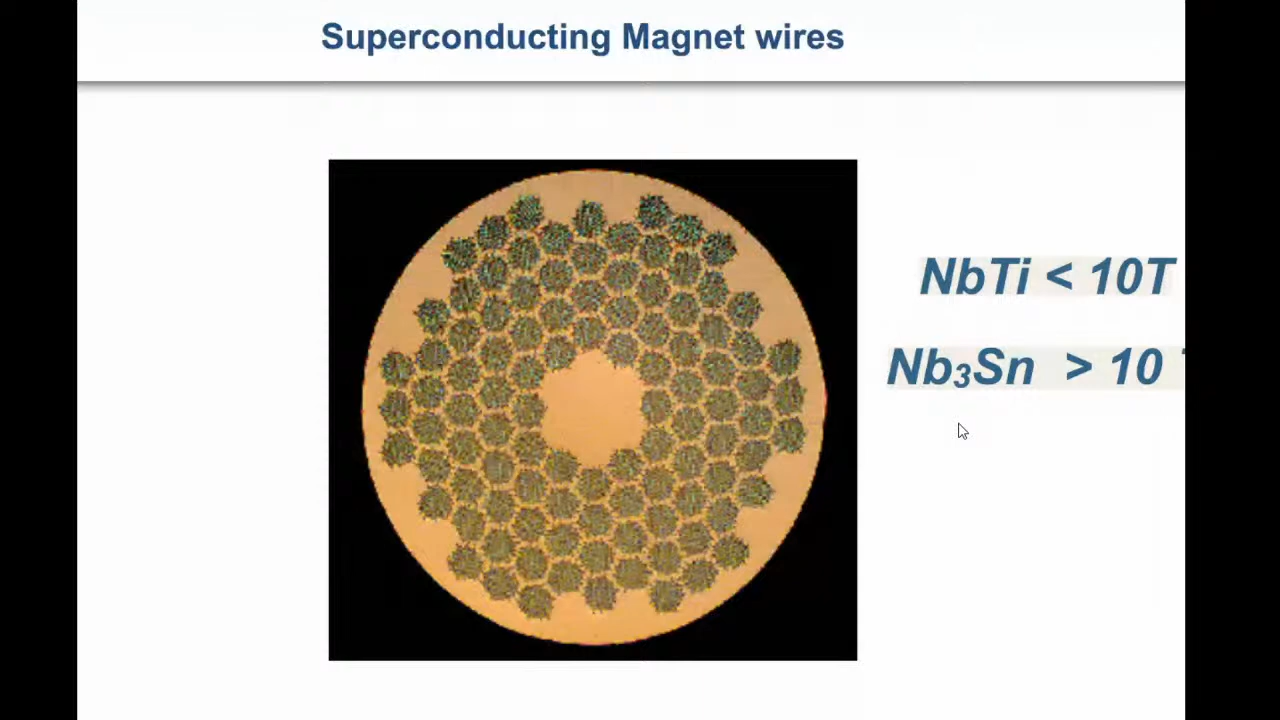 Superconducting Magnet wires
NbTi < 10T
Nb₃Sn > 10